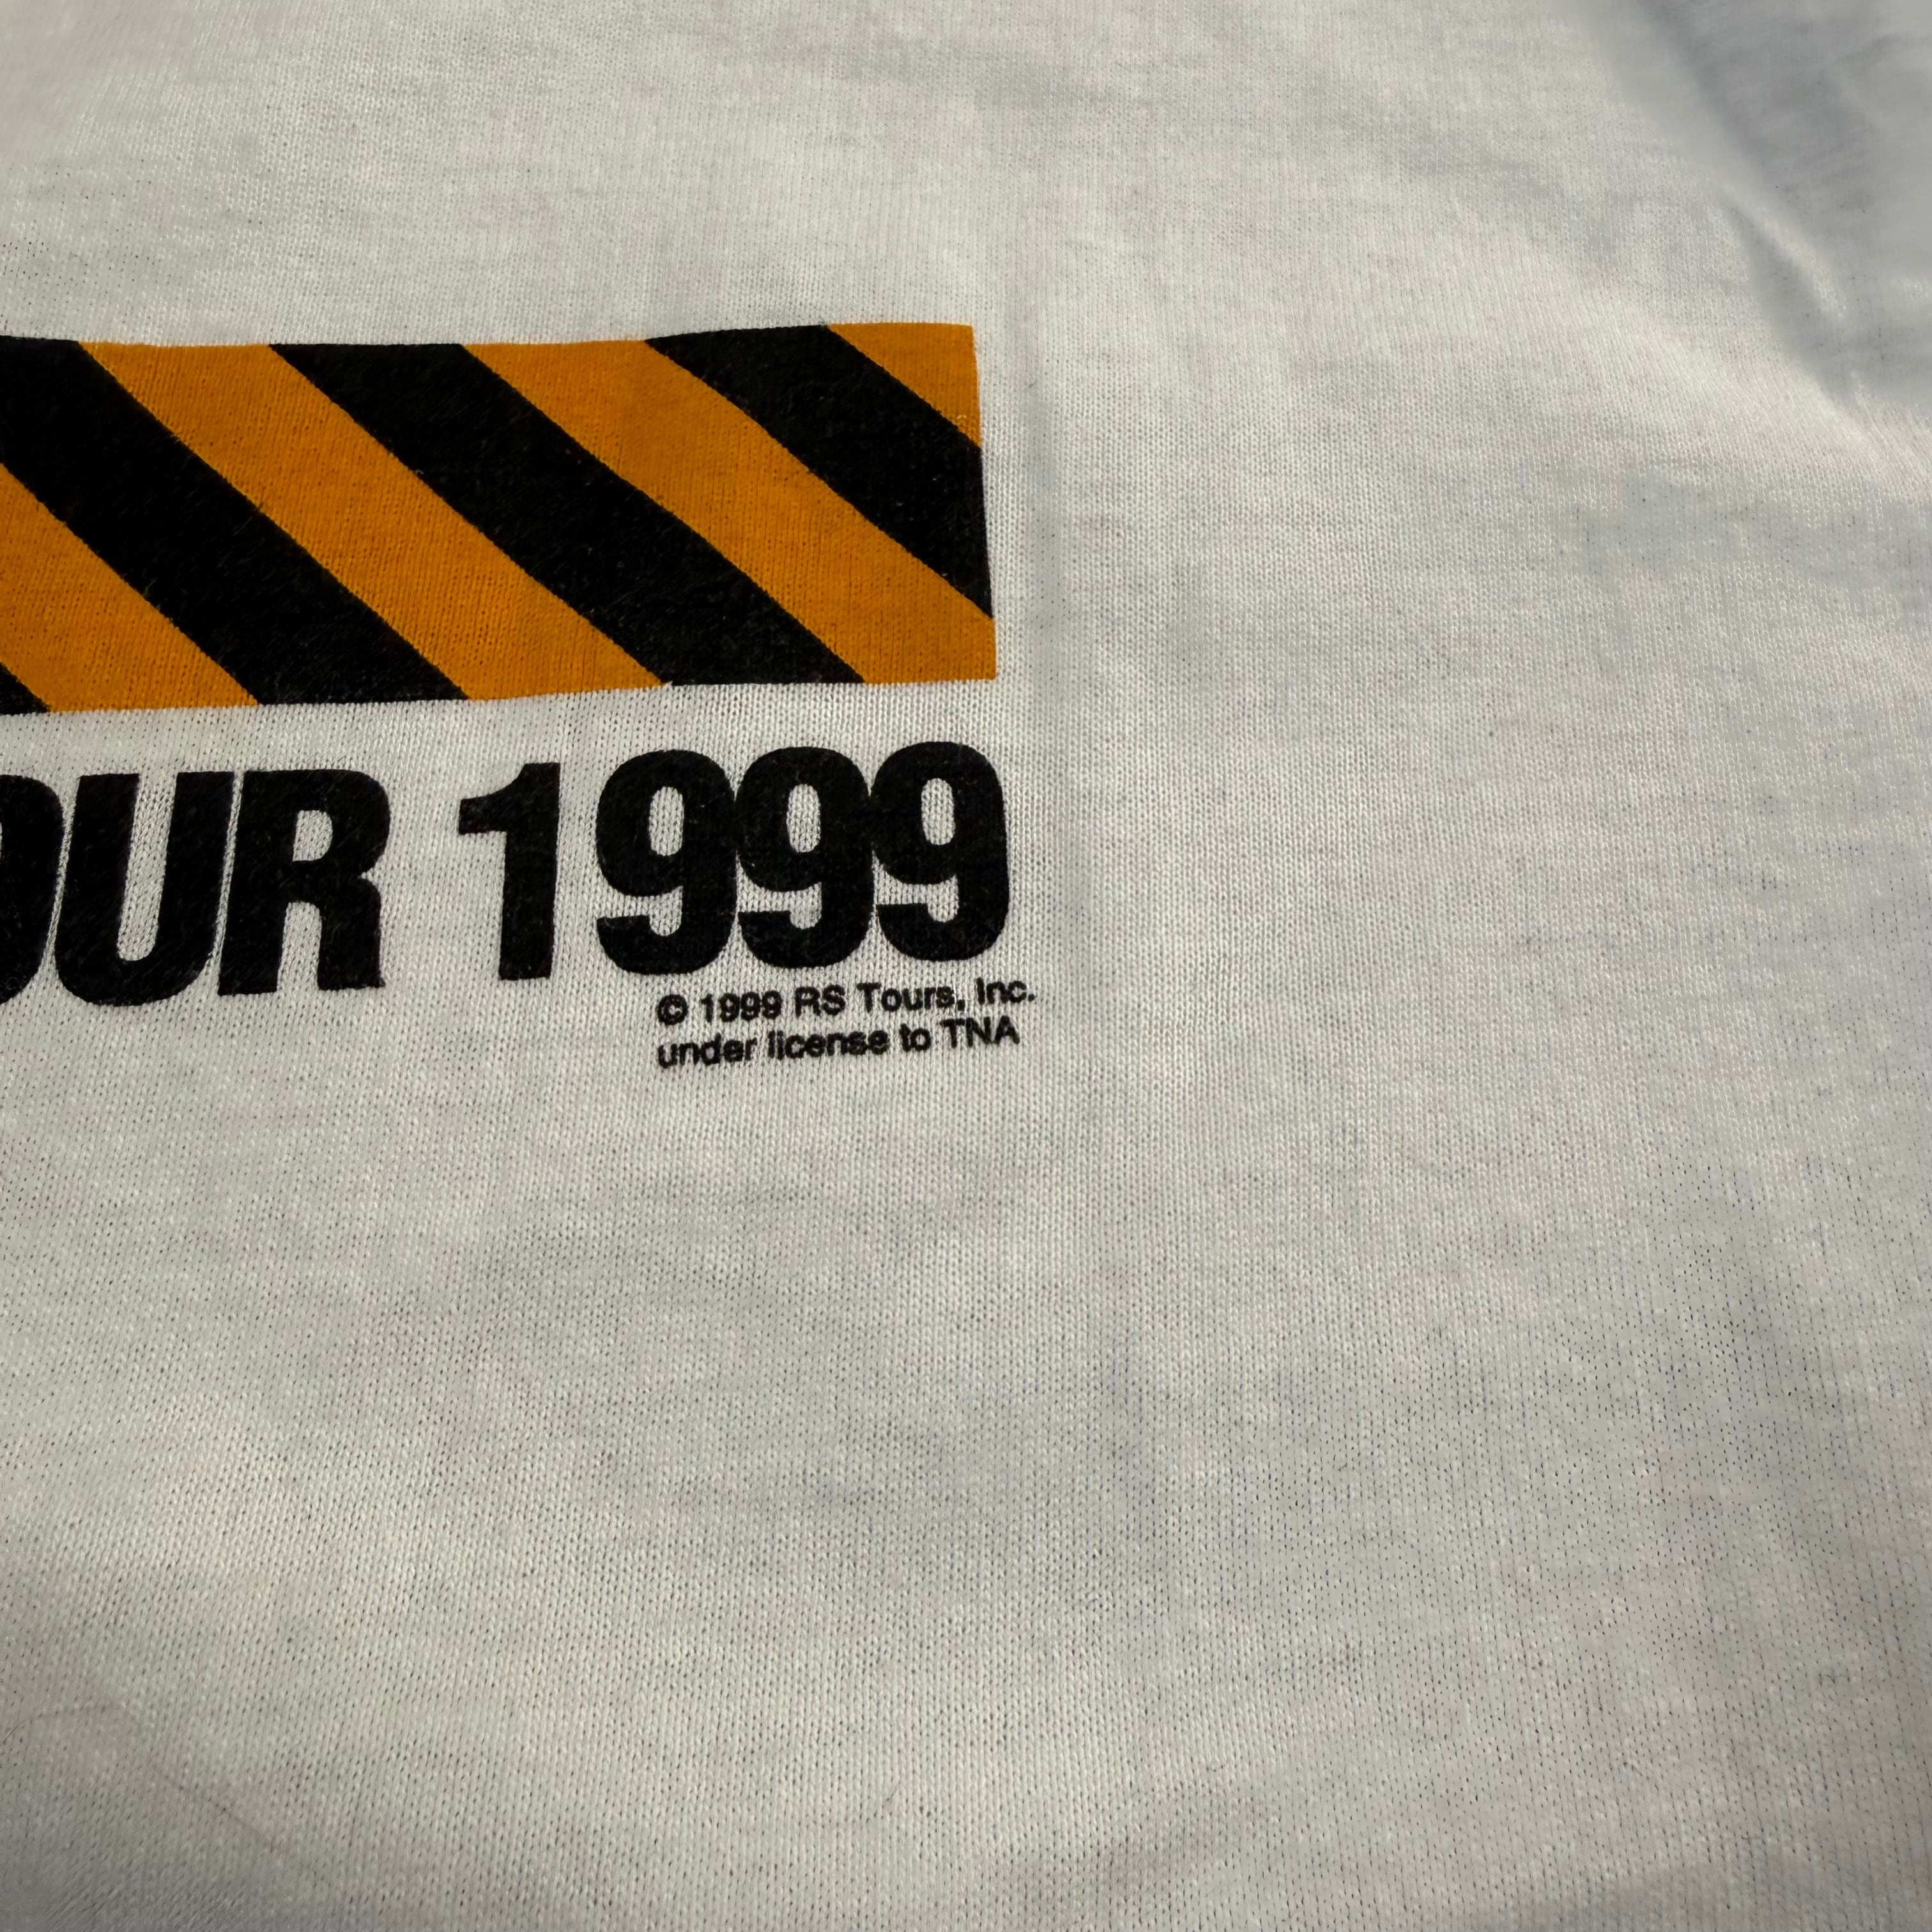 OUR 1999
© 1999 RS Tours, Inc.
under license to TNA